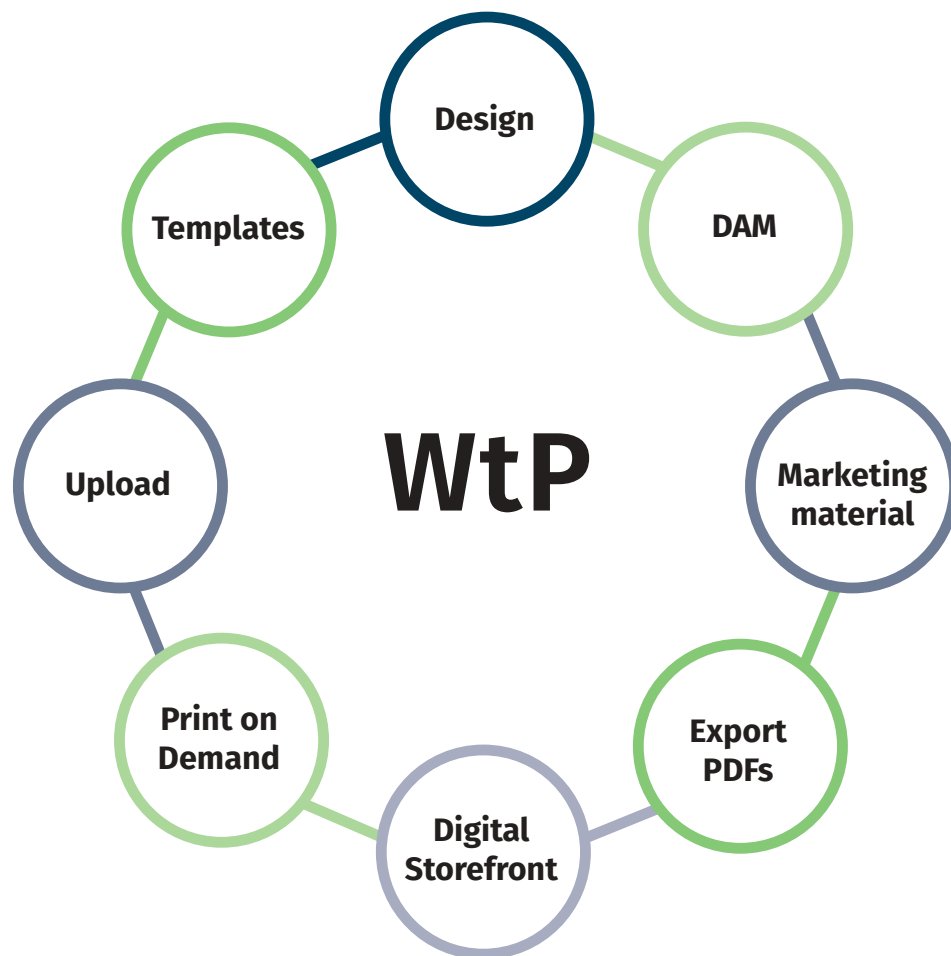 Design
DAM
Templates
WtP
Upload
Marketing
material
Print on
Demand
Export
PDFs
Digital
Storefront